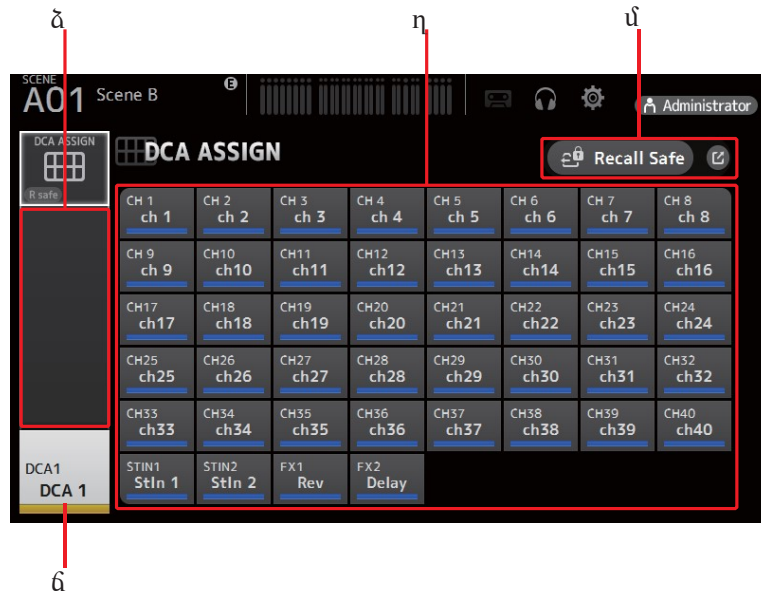 ձ ղ մ
SCENE
A01 Scene B E Administrator
DCA ASSIGN
R safe
DCA ASSIGN Recall Safe
CH 1 CH 2 CH 3 CH 4 CH 5 CH 6 CH 7 CH 8
ch 1 ch 2 ch 3 ch 4 ch 5 ch 6 ch 7 ch 8
CH 9 CH10 CH11 CH12 CH13 CH14 CH15 CH16
ch 9 ch10 ch11 ch12 ch13 ch14 ch15 ch16
CH17 CH18 CH19 CH20 CH21 CH22 CH23 CH24
ch17 ch18 ch19 ch20 ch21 ch22 ch23 ch24
CH25 CH26 CH27 CH28 CH29 CH30 CH31 CH32
ch25 ch26 ch27 ch28 ch29 ch30 ch31 ch32
CH33 CH34 CH35 CH36 CH37 CH38 CH39 CH40
ch33 ch34 ch35 ch36 ch37 ch38 ch39 ch40
STIN1 STIN2 FX1 FX2
StIn 1 StIn 2 Rev Delay
DCA1
DCA 1
ճ